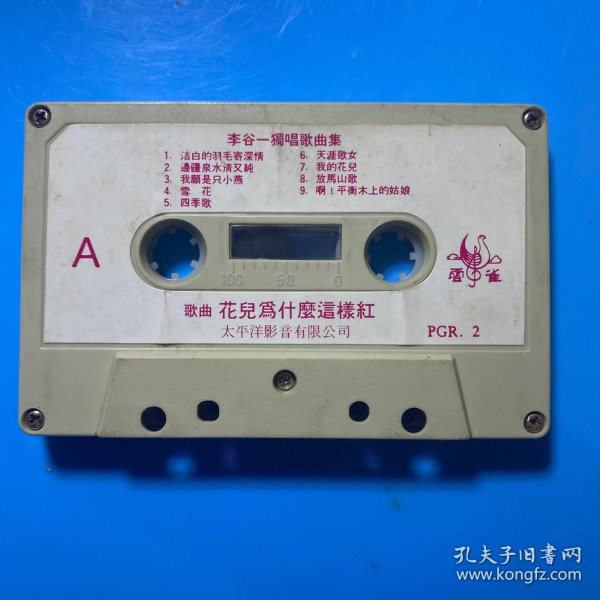 李谷一獨唱歌曲集
1. 洁白的羽毛寄深情
2. 邊疆泉水清又純
3. 我願是只小燕
4. 雪 花
5. 四季歌
6. 天涯歌女
7. 我的花兒
8. 放馬山歌
9. 啊！平衡木上的姑娘
A
100 50 0
雲雀
歌曲 花兒爲什麼這樣紅
太平洋影音有限公司
PGR. 2
孔夫子旧書网
www.kongfz.com